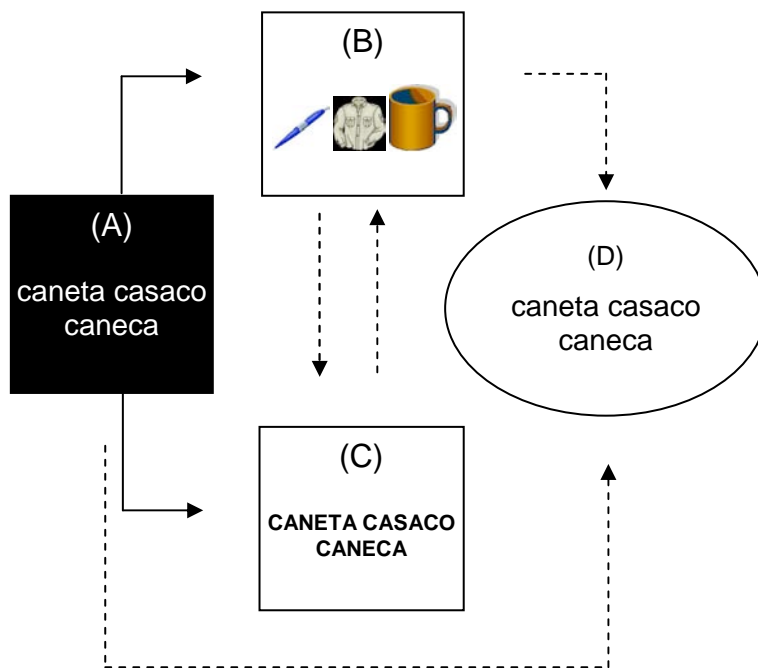 (B)
(A)
caneta casaco
caneca
(D)
caneta casaco
caneca
(C)
CANETA CASACO
CANECA